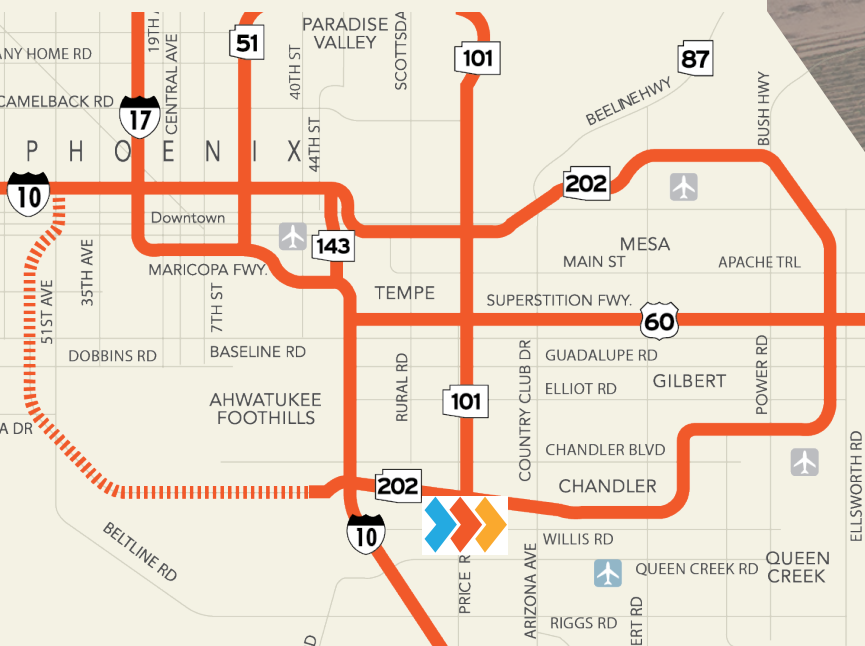 19TH A
CENTRAL AVE
51
40TH ST
PARADISE
VALLEY
SCOTTSDA
101
87
ANY HOME RD
CAMELBACK RD
17
BEELINE HWY
BUSH HWY
PHOENIX
44TH ST
10
202
Downtown
143
MESA
35TH AVE
MARICOPA FWY.
MAIN ST
APACHE TRL
51ST AVE
7TH ST
TEMPE
SUPERSTITION FWY.
60
DOBBINS RD
BASELINE RD
GUADALUPE RD
RURAL RD
COUNTRY CLUB DR
ELLIOT RD
GILBERT
POWER RD
AHWATUKEE
FOOTHILLS
101
A DR
CHANDLER BLVD
ELLSWORTH RD
202
CHANDLER
10
BELTLINE RD
WILLIS RD
PRICE R
ARIZONA AVE
QUEEN CREEK RD
QUEEN
CREEK
RIGGS RD
ERT RD
D